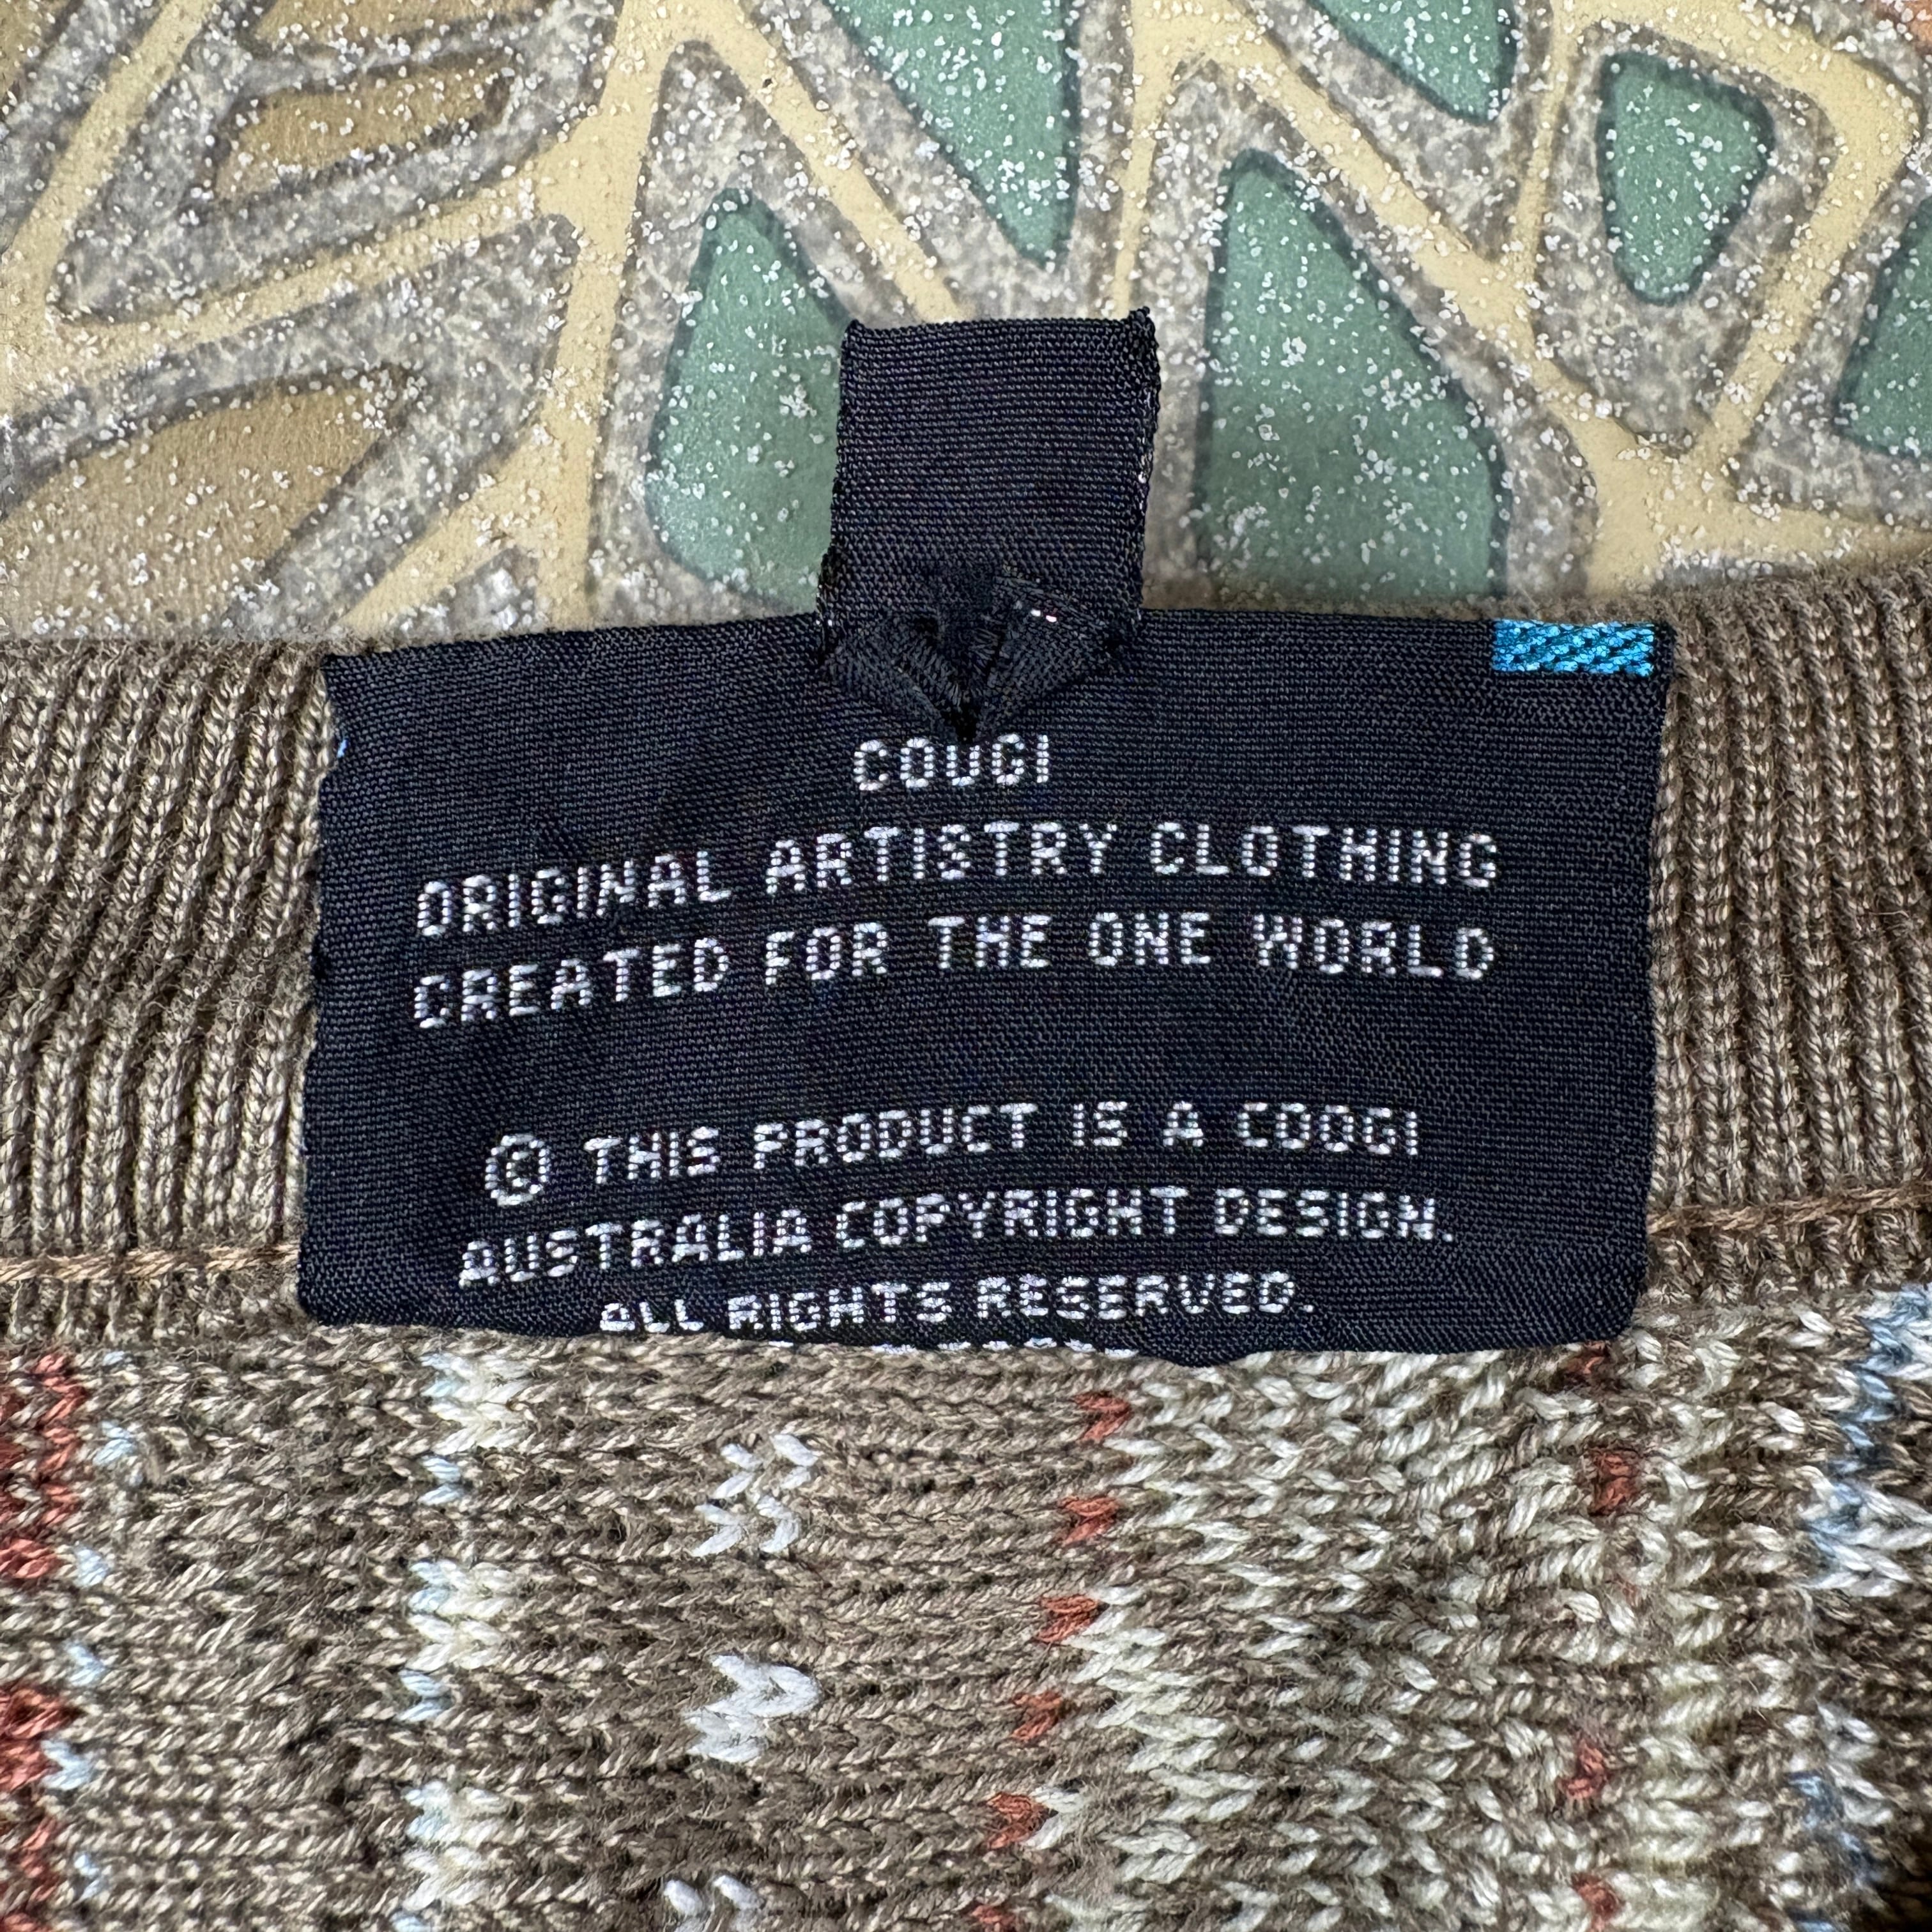 COUGI
ORIGINAL ARTISTRY CLOTHING
CREATED FOR THE ONE WORLD
© THIS PRODUCT IS A COOGI
AUSTRALIA COPYRIGHT DESIGN.
ALL RIGHTS RESERVED.